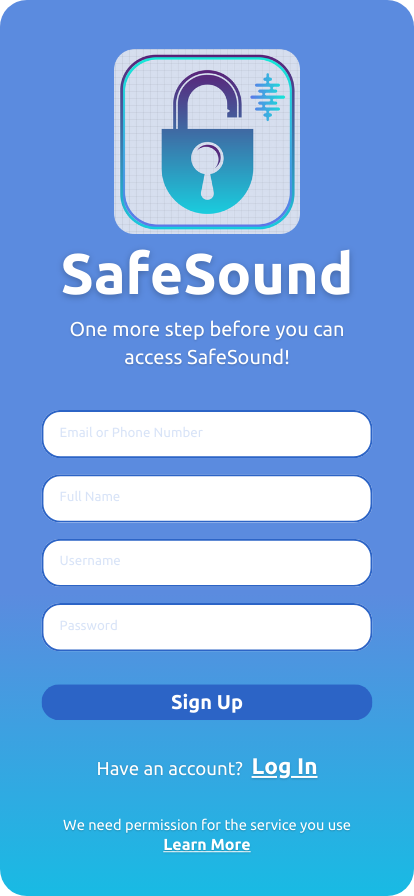 SafeSound
One more step before you can
access SafeSound!
Email or Phone Number
Full Name
Username
Password
Sign Up
Have an account? Log In
We need permission for the service you use
Learn More